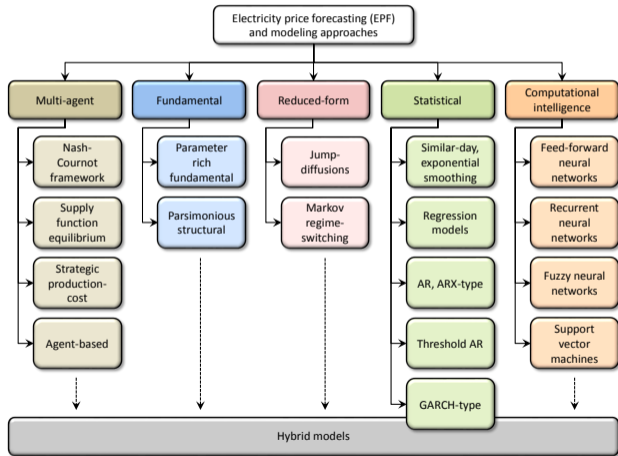 Electricity price forecasting (EPF)
and modeling approaches
Multi-agent
Fundamental
Reduced-form
Statistical
Computational
intelligence
Nash-
Cournot
framework
Supply
function
equilibrium
Strategic
production-
cost
Agent-based
Parameter
rich
fundamental
Parsimonious
structural
Jump-
diffusions
Markov
regime-
switching
Similar-day,
exponential
smoothing
Regression
models
AR, ARX-type
Threshold AR
GARCH-type
Feed-forward
neural
networks
Recurrent
neural
networks
Fuzzy neural
networks
Support
vector
machines
Hybrid models